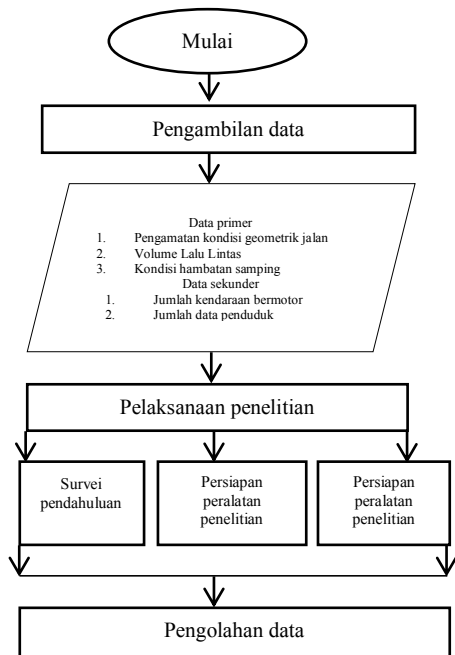 Mulai
Pengambilan data
Data primer
1. Pengamatan kondisi geometrik jalan
2. Volume Lalu Lintas
3. Kondisi hambatan samping
Data sekunder
1. Jumlah kendaraan bermotor
2. Jumlah data penduduk
Pelaksanaan penelitian
Survei
pendahuluan
Persiapan
peralatan
penelitian
Persiapan
peralatan
penelitian
Pengolahan data